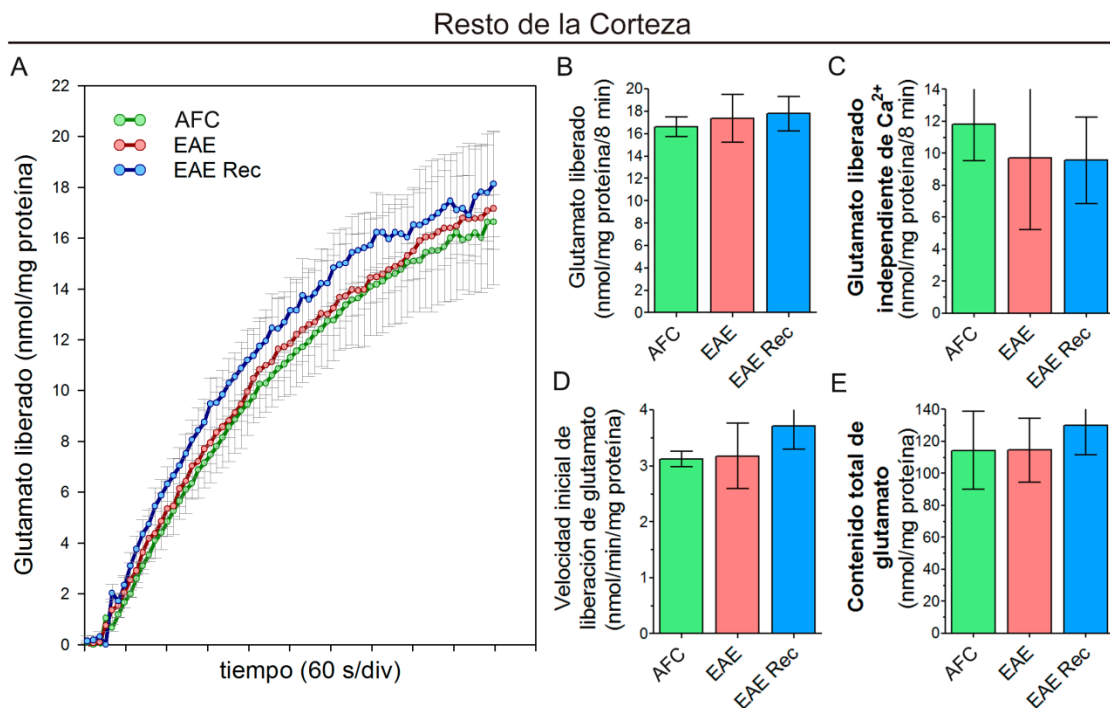 Resto de la Corteza
A
Glutamato liberado (nmol/mg proteína)
22
20
18
16
14
12
10
8
6
4
2
0
AFC
EAE
EAE Rec
tiempo (60 s/div)
B
Glutamato liberado
(nmol/mg proteína/8 min)
20
18
16
14
12
10
8
6
4
2
0
AFC
EAE
EAE Rec
C
Glutamato liberado
independiente de Ca²⁺
(nmol/mg proteína/8 min)
14
12
10
8
6
4
2
0
AFC
EAE
EAE Rec
D
Velocidad inicial de
liberación de glutamato
(nmol/min/mg proteína)
4
3
2
1
0
AFC
EAE
EAE Rec
E
Contenido total de
glutamato
(nmol/mg proteína)
140
120
100
80
60
40
20
0
AFC
EAE
EAE Rec